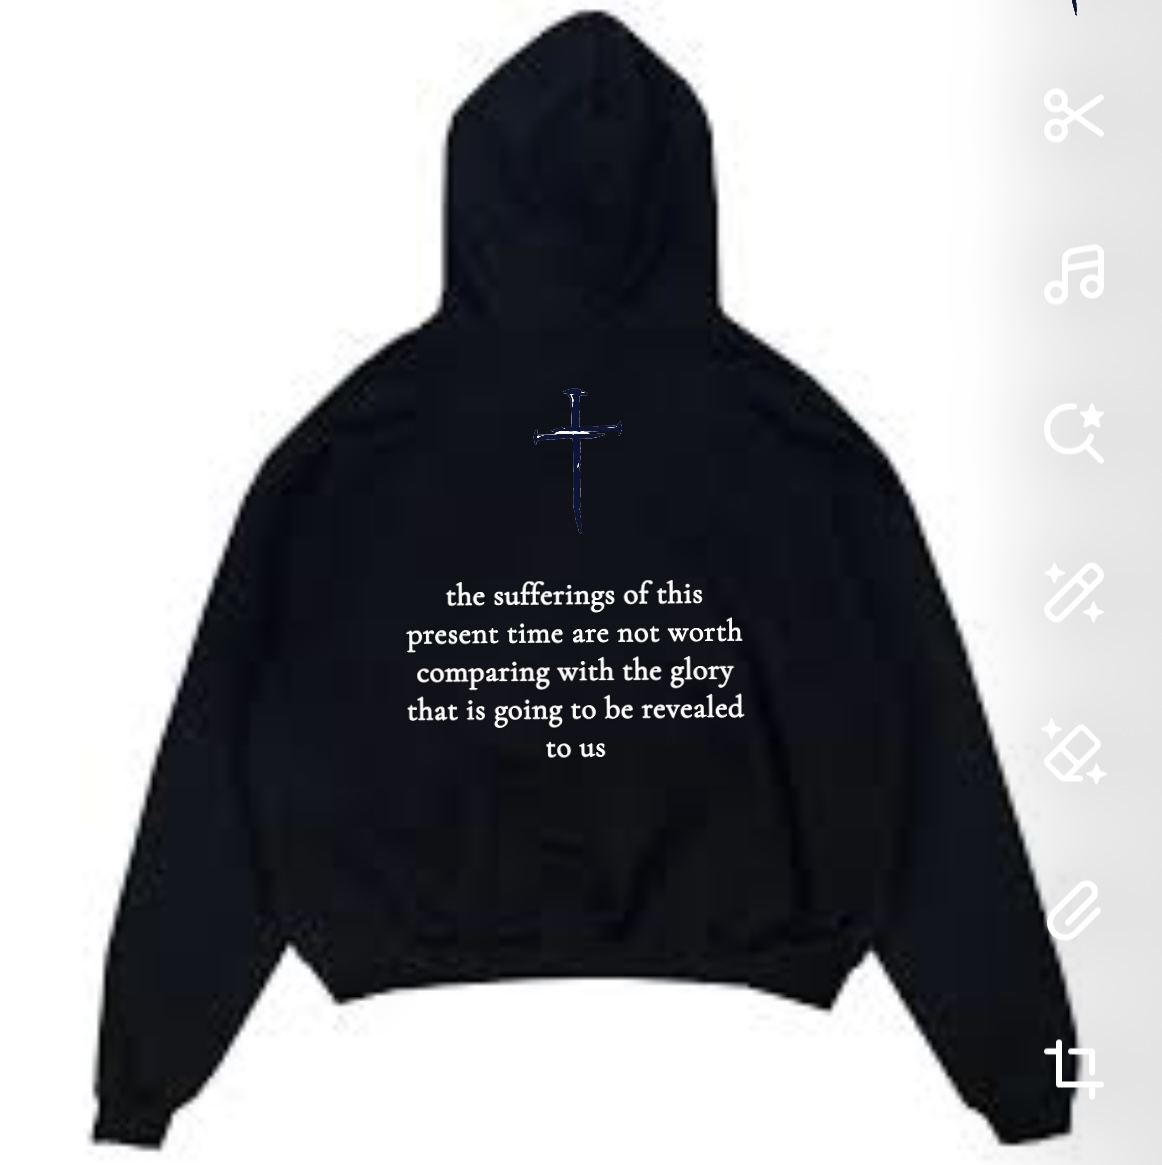 the sufferings of this
present time are not worth
comparing with the glory
that is going to be revealed
to us